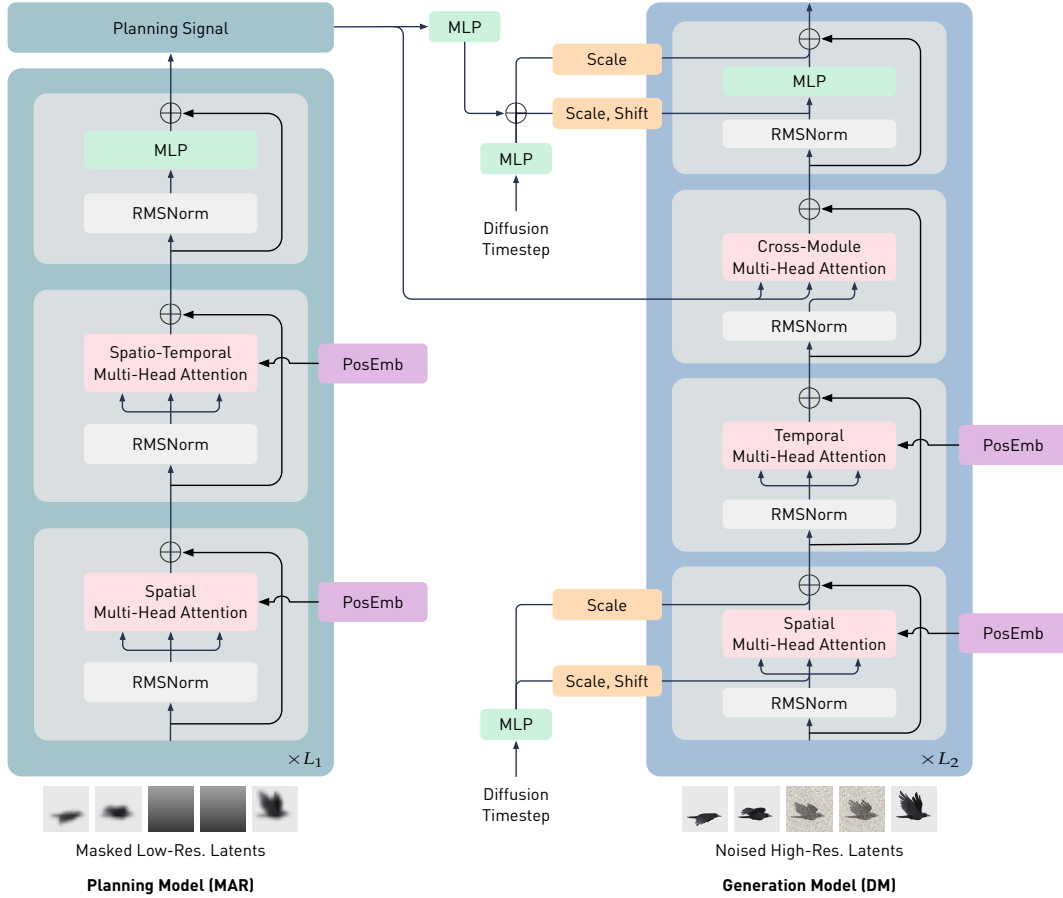 Planning Signal
MLP
RMSNorm
Spatio-Temporal
Multi-Head Attention
PosEmb
RMSNorm
Spatial
Multi-Head Attention
PosEmb
RMSNorm
× L1
Masked Low-Res. Latents
Planning Model (MAR)
MLP
Scale
Scale, Shift
MLP
Diffusion
Timestep
Scale
Scale, Shift
MLP
Diffusion
Timestep
MLP
RMSNorm
Cross-Module
Multi-Head Attention
RMSNorm
Temporal
Multi-Head Attention
PosEmb
RMSNorm
Spatial
Multi-Head Attention
PosEmb
RMSNorm
× L2
Noised High-Res. Latents
Generation Model (DM)